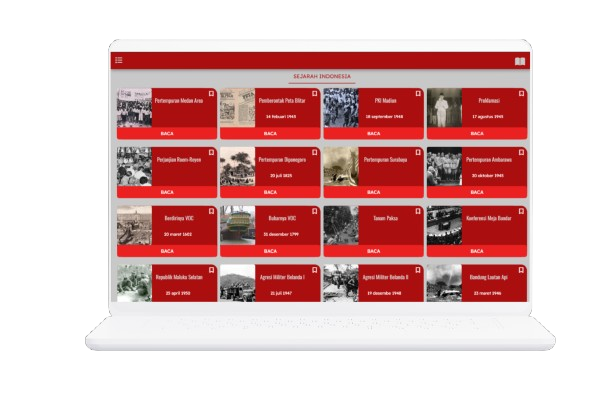 SEJARAH INDONESIA
Pertempuran Medan Area
BACA
Pemberontak Peta Blitar
14 febuari 1945
BACA
PKI Madiun
18 september 1948
BACA
Proklamasi
17 agustus 1945
BACA
Perjanjian Roem-Royen
BACA
Pertempuran Diponegoro
20 juli 1825
BACA
Pertempuran Surabaya
BACA
Pertempuran Ambarawa
20 oktober 1945
BACA
Berdirinya VOC
20 maret 1602
BACA
Bubarnya VOC
31 desember 1799
BACA
Tanam Paksa
BACA
Konferensi Meja Bundar
BACA
Republik Maluku Selatan
25 april 1950
Agresi Militer Belanda I
21 juli 1947
Agresi Militer Belanda II
19 desembe 1948
Bandung Lautan Api
23 maret 1946